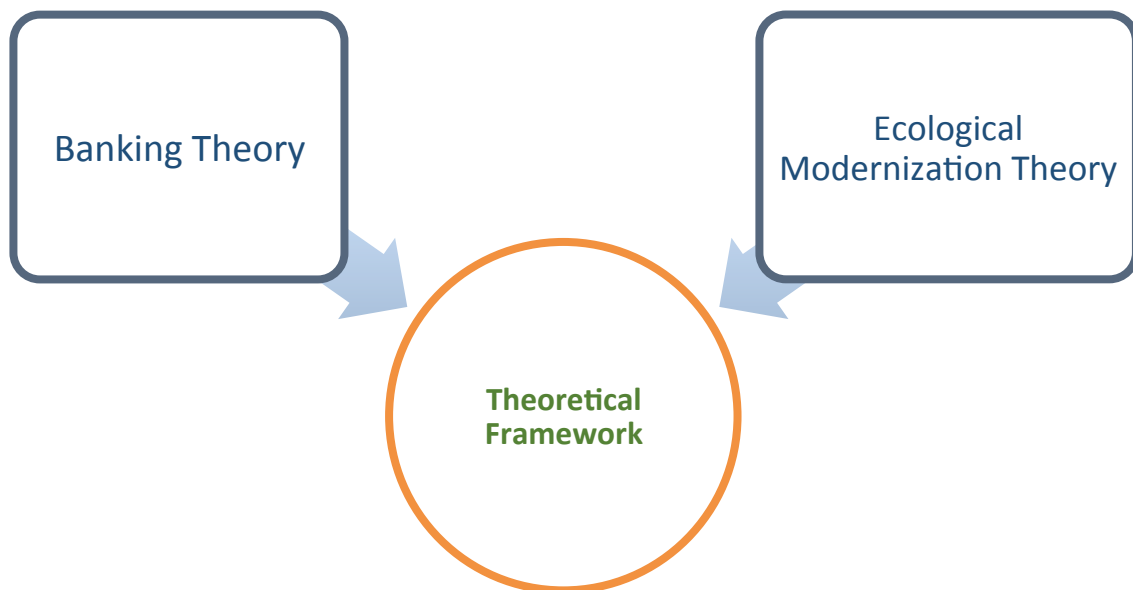 Banking Theory
Ecological
Modernization Theory
Theoretical
Framework